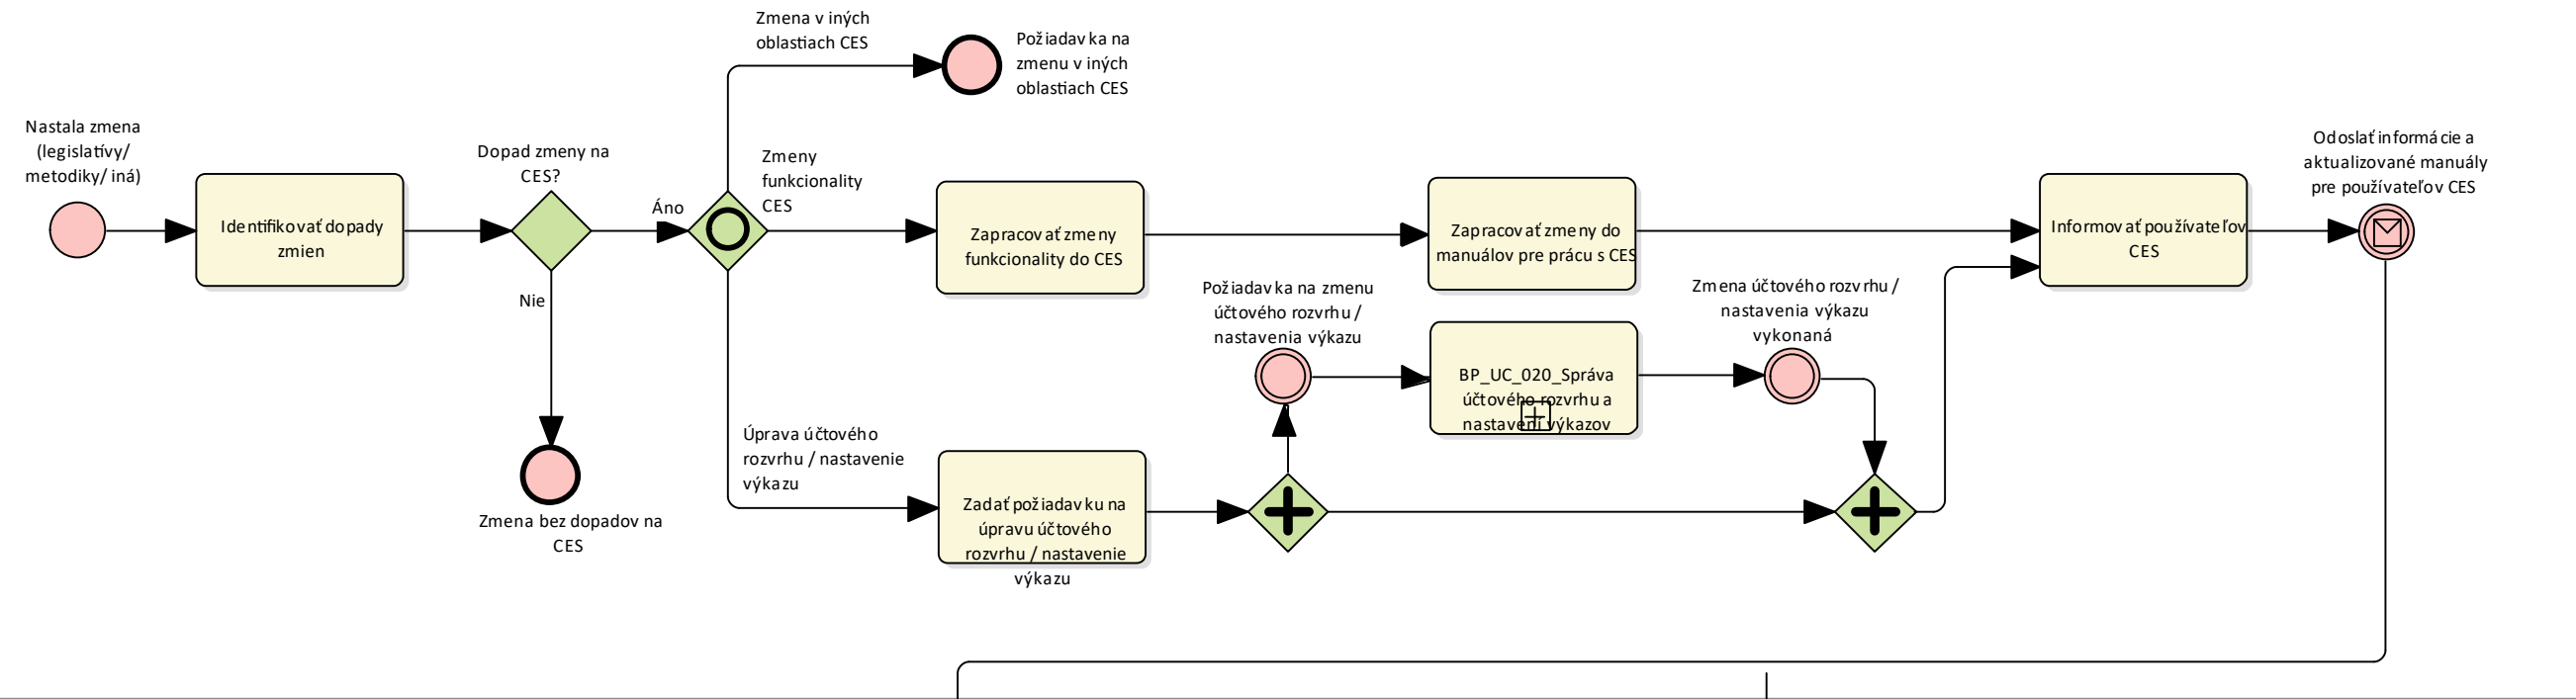 Zmena v iných
oblastiach CES
Požiadavka na
zmenu v iných
oblastiach CES
Nastala zmena
(legislatívy/
metodiky/ iná)
Identifikovať dopady
zmien
Dopad zmeny na
CES?
Áno
Nie
Zmena bez dopadov na
CES
Zmeny
funkcionality
CES
Zapracovať zmeny
funkcionality do CES
Zapracovať zmeny do
manuálov pre prácu s CES
Informovať používateľov
CES
Odoslať informácie a
aktualizované manuály
pre používateľov CES
Požiadavka na zmenu
účtového rozvrhu /
nastavenia výkazu
BP_UC_020_Správa
účtového rozvrhu a
nastavení výkazov
Zmena účtového rozvrhu /
nastavenia výkazu
vykonaná
Úprava účtového
rozvrhu / nastavenie
výkazu
Zadať požiadavku na
úpravu účtového
rozvrhu / nastavenie
výkazu